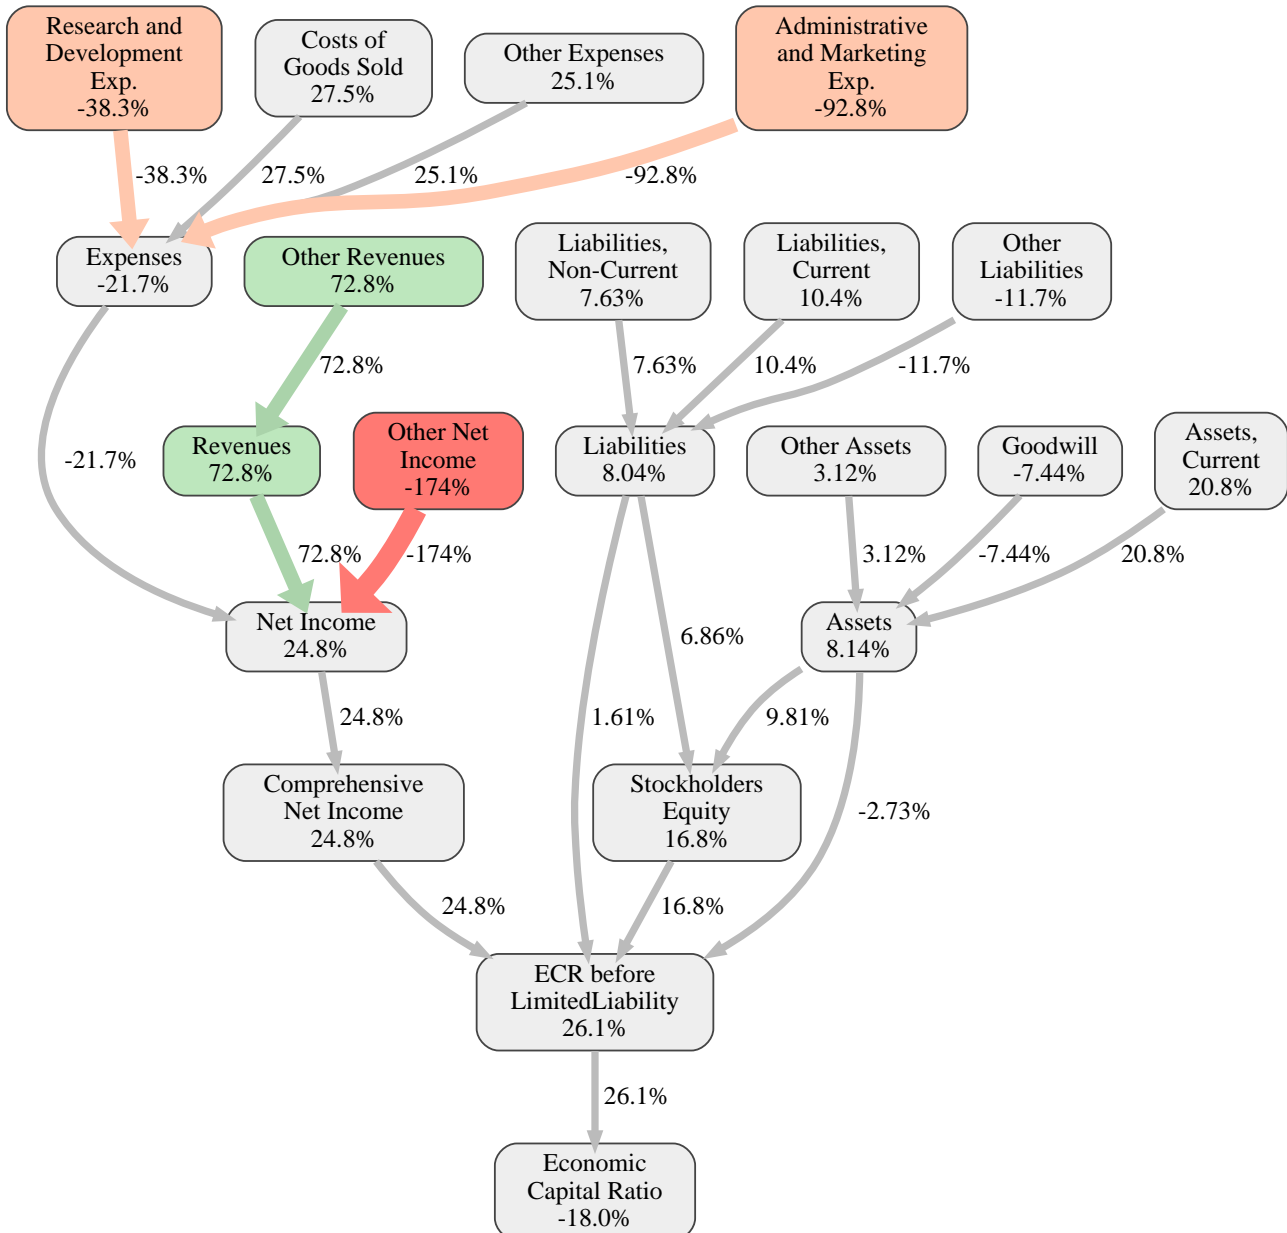 Research and
Development
Exp.
-38.3%
Costs of
Goods Sold
27.5%
Other Expenses
25.1%
Administrative
and Marketing
Exp.
-92.8%
-38.3%
27.5%
25.1%
-92.8%
Expenses
-21.7%
Other Revenues
72.8%
Liabilities,
Non-Current
7.63%
Liabilities,
Current
10.4%
Other
Liabilities
-11.7%
72.8%
7.63%
10.4%
-11.7%
-21.7%
Revenues
72.8%
Other Net
Income
-174%
Liabilities
8.04%
Other Assets
3.12%
Goodwill
-7.44%
Assets,
Current
20.8%
72.8%
-174%
3.12%
-7.44%
20.8%
Net Income
24.8%
6.86%
Assets
8.14%
24.8%
1.61%
9.81%
Comprehensive
Net Income
24.8%
Stockholders
Equity
16.8%
-2.73%
24.8%
16.8%
ECR before
LimitedLiability
26.1%
26.1%
Economic
Capital Ratio
-18.0%